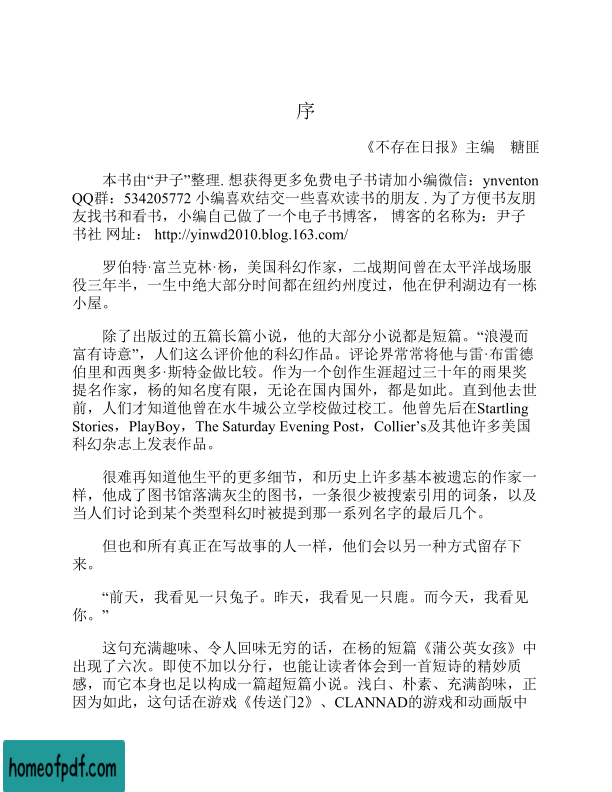 序
《不存在日报》主编　糖匪
本书由“尹子”整理. 想获得更多免费电子书请加小编微信：ynventon
QQ群：534205772 小编喜欢结交一些喜欢读书的朋友 . 为了方便书友朋
友找书和看书，小编自己做了一个电子书博客， 博客的名称为：尹子
书社 网址： http://yinwd2010.blog.163.com/
罗伯特·富兰克林·杨，美国科幻作家，二战期间曾在太平洋战场服
役三年半，一生中绝大部分时间都在纽约州度过，他在伊利湖边有一栋
小屋。
除了出版过的五篇长篇小说，他的大部分小说都是短篇。“浪漫而
富有诗意”，人们这么评价他的科幻作品。评论界常常将他与雷·布雷德
伯里和西奥多·斯特金做比较。作为一个创作生涯超过三十年的雨果奖
提名作家，杨的知名度有限，无论在国内国外，都是如此。直到他去世
前，人们才知道他曾在水牛城公立学校做过校工。他曾先后在Startling
Stories，PlayBoy，The Saturday Evening Post，Collier’s及其他许多美国
科幻杂志上发表作品。
很难再知道他生平的更多细节，和历史上许多基本被遗忘的作家一
样，他成了图书馆落满灰尘的图书，一条很少被搜索引用的词条，以及
当人们讨论到某个类型科幻时被提到那一系列名字的最后几个。
但也和所有真正在写故事的人一样，他们会以另一种方式留存下
来。
“前天，我看见一只兔子。昨天，我看见一只鹿。而今天，我看见
你。”
这句充满趣味、令人回味无穷的话，在杨的短篇《蒲公英女孩》中
出现了六次。即使不加以分行，也能让读者体会到一首短诗的精妙质
感，而它本身也足以构成一篇超短篇小说。浅白、朴素、充满韵味，正
因为如此，这句话在游戏《传送门2》、CLANNAD的游戏和动画版中
homeofpdf.com